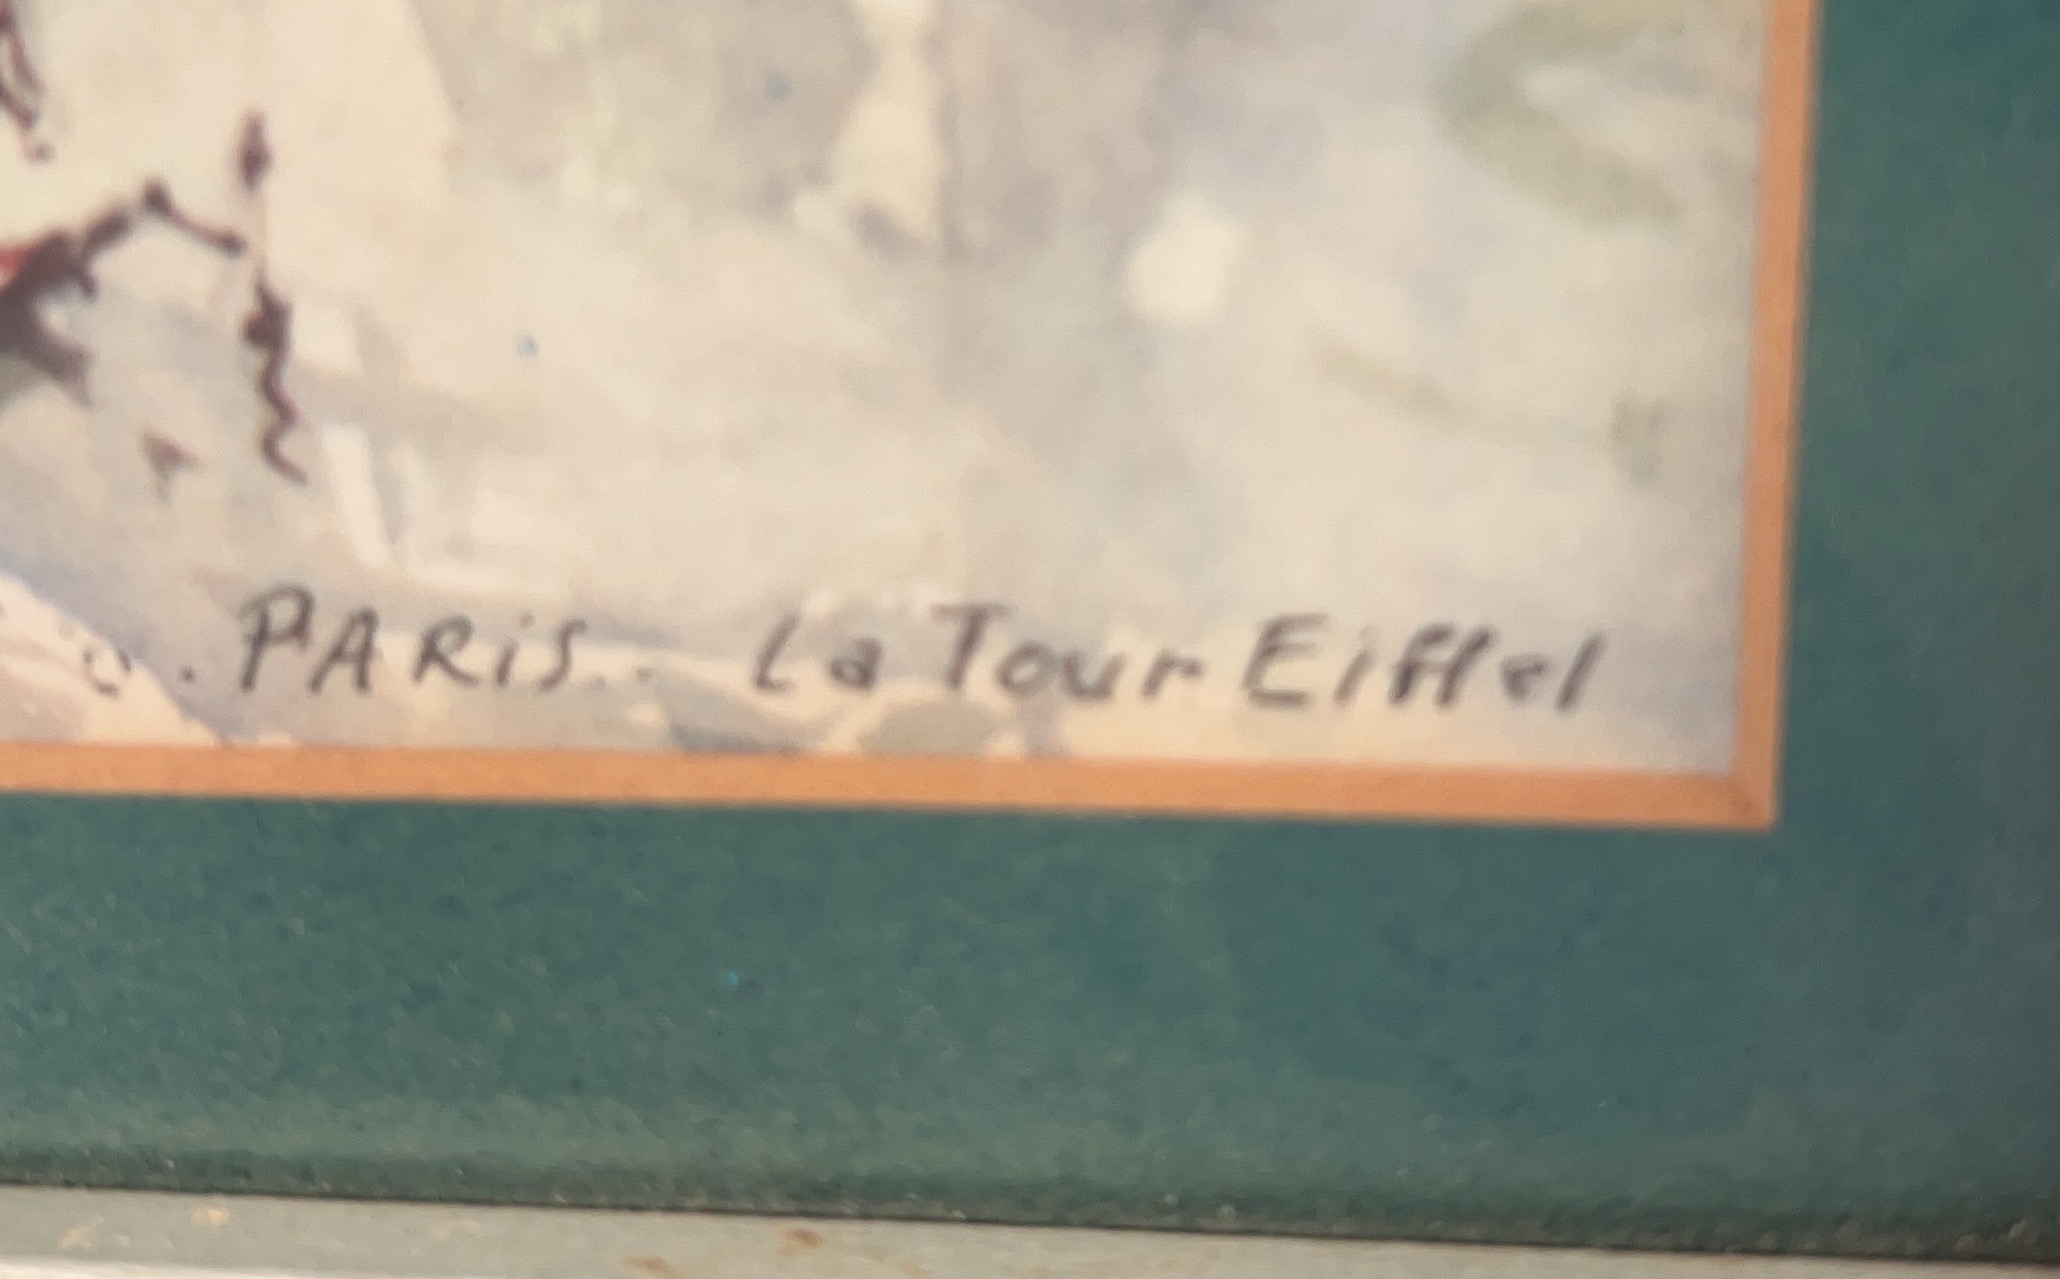 . PARiS. La Tour Eiffel